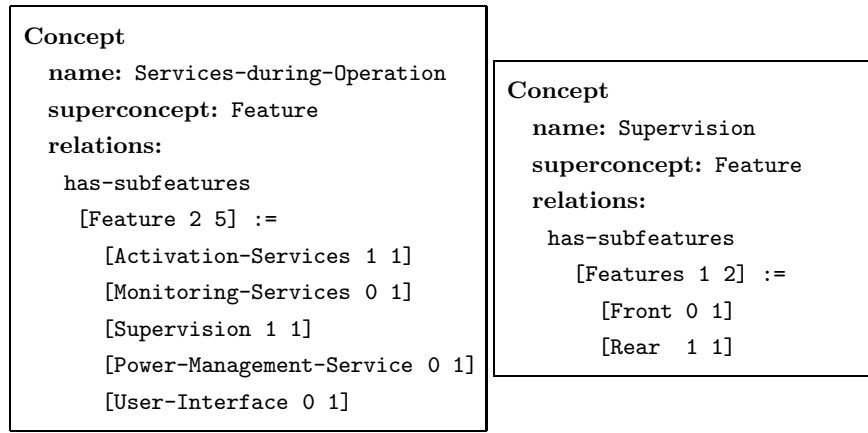 Concept
name: Services-during-Operation
superconcept: Feature
relations:
has-subfeatures
[Feature 2 5] :=
[Activation-Services 1 1]
[Monitoring-Services 0 1]
[Supervision 1 1]
[Power-Management-Service 0 1]
[User-Interface 0 1]
Concept
name: Supervision
superconcept: Feature
relations:
has-subfeatures
[Features 1 2] :=
[Front 0 1]
[Rear 1 1]